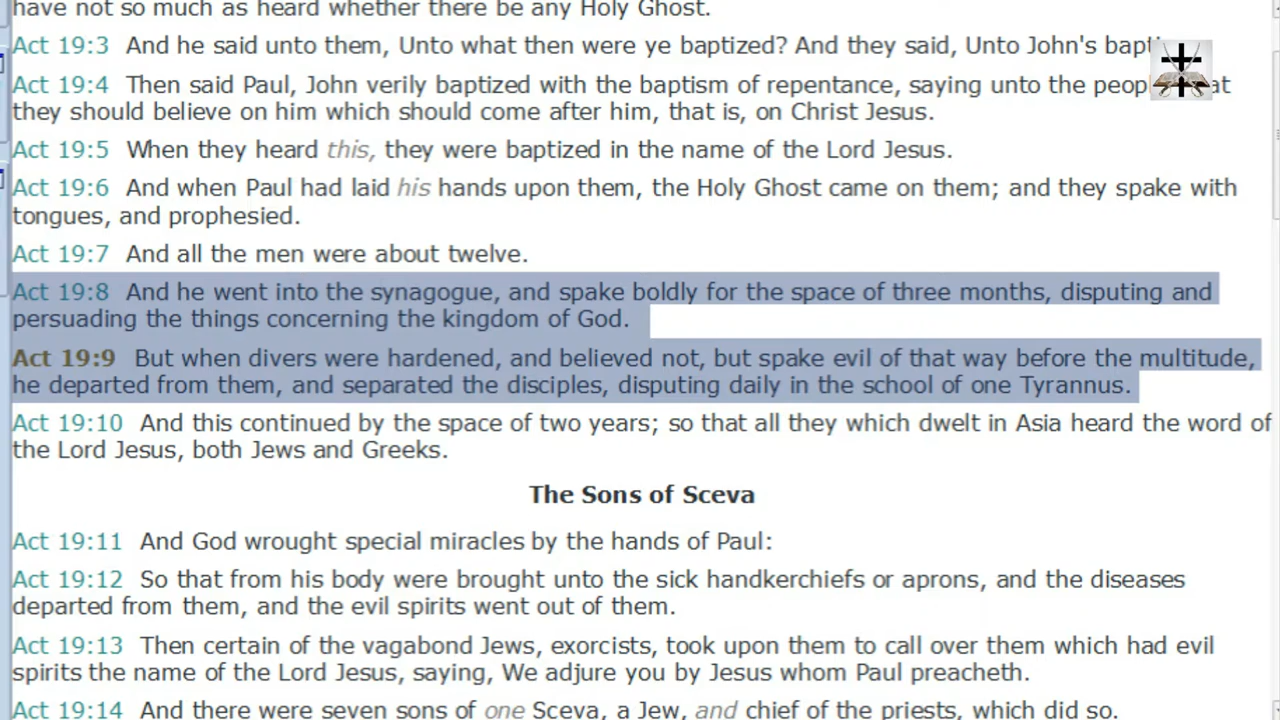 have not so much as heard whether there be any Holy Ghost.
Act 19:3 And he said unto them, Unto what then were ye baptized? And they said, Unto John's
Act 19:4 Then said Paul, John verily baptized with the baptism of repentance, saying unto the
they should believe on him which should come after him, that is, on Christ Jesus.
Act 19:5 When they heard this, they were baptized in the name of the Lord Jesus.
Act 19:6 And when Paul had laid his hands upon them, the Holy Ghost came on them; and they spake with
tongues, and prophesied.
Act 19:7 And all the men were about twelve.
Act 19:8 And he went into the synagogue, and spake boldly for the space of three months, disputing and
persuading the things concerning the kingdom of God.
Act 19:9 But when divers were hardened, and believed not, but spake evil of that way before the multitude,
he departed from them, and separated the disciples, disputing daily in the school of one Tyrannus.
Act 19:10 And this continued by the space of two years; so that all they which dwelt in Asia heard the word of
the Lord Jesus, both Jews and Greeks.
The Sons of Sceva
Act 19:11 And God wrought special miracles by the hands of Paul:
Act 19:12 So that from his body were brought unto the sick handkerchiefs or aprons, and the diseases
departed from them, and the evil spirits went out of them.
Act 19:13 Then certain of the vagabond Jews, exorcists, took upon them to call over them which had evil
spirits the name of the Lord Jesus, saying, We adjure you by Jesus whom Paul preacheth.
Act 19:14 And there were seven sons of one Sceva, a Jew, and chief of the priests, which did so.